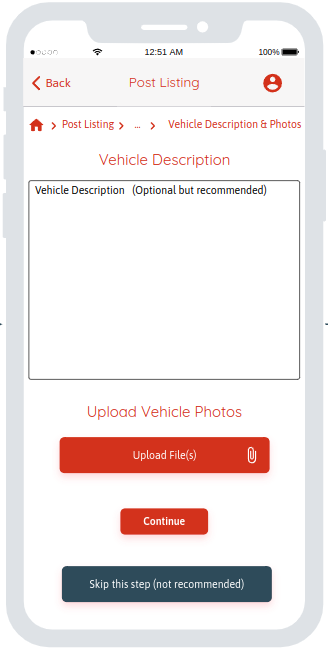 12:51 AM
100%
Back
Post Listing
Post Listing
...
Vehicle Description & Photos
Vehicle Description
Vehicle Description (Optional but recommended)
Upload Vehicle Photos
Upload File(s)
Continue
Skip this step (not recommended)